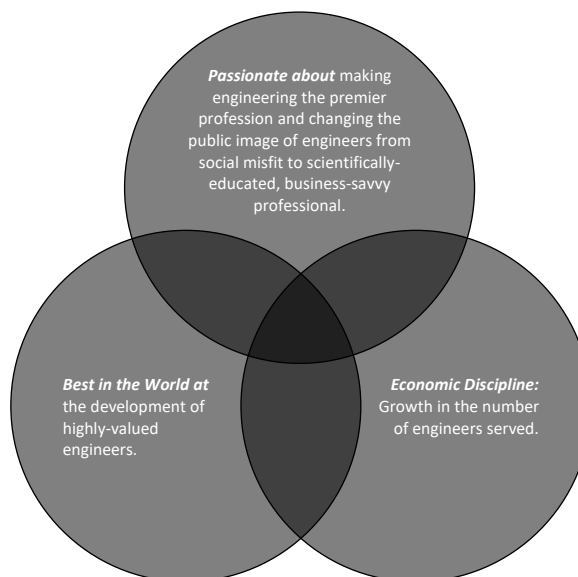 Passionate about making
engineering the premier
profession and changing the
public image of engineers from
social misfit to scientifically-
educated, business-savvy
professional.
Best in the World at
the development of
highly-valued
engineers.
Economic Discipline:
Growth in the number
of engineers served.